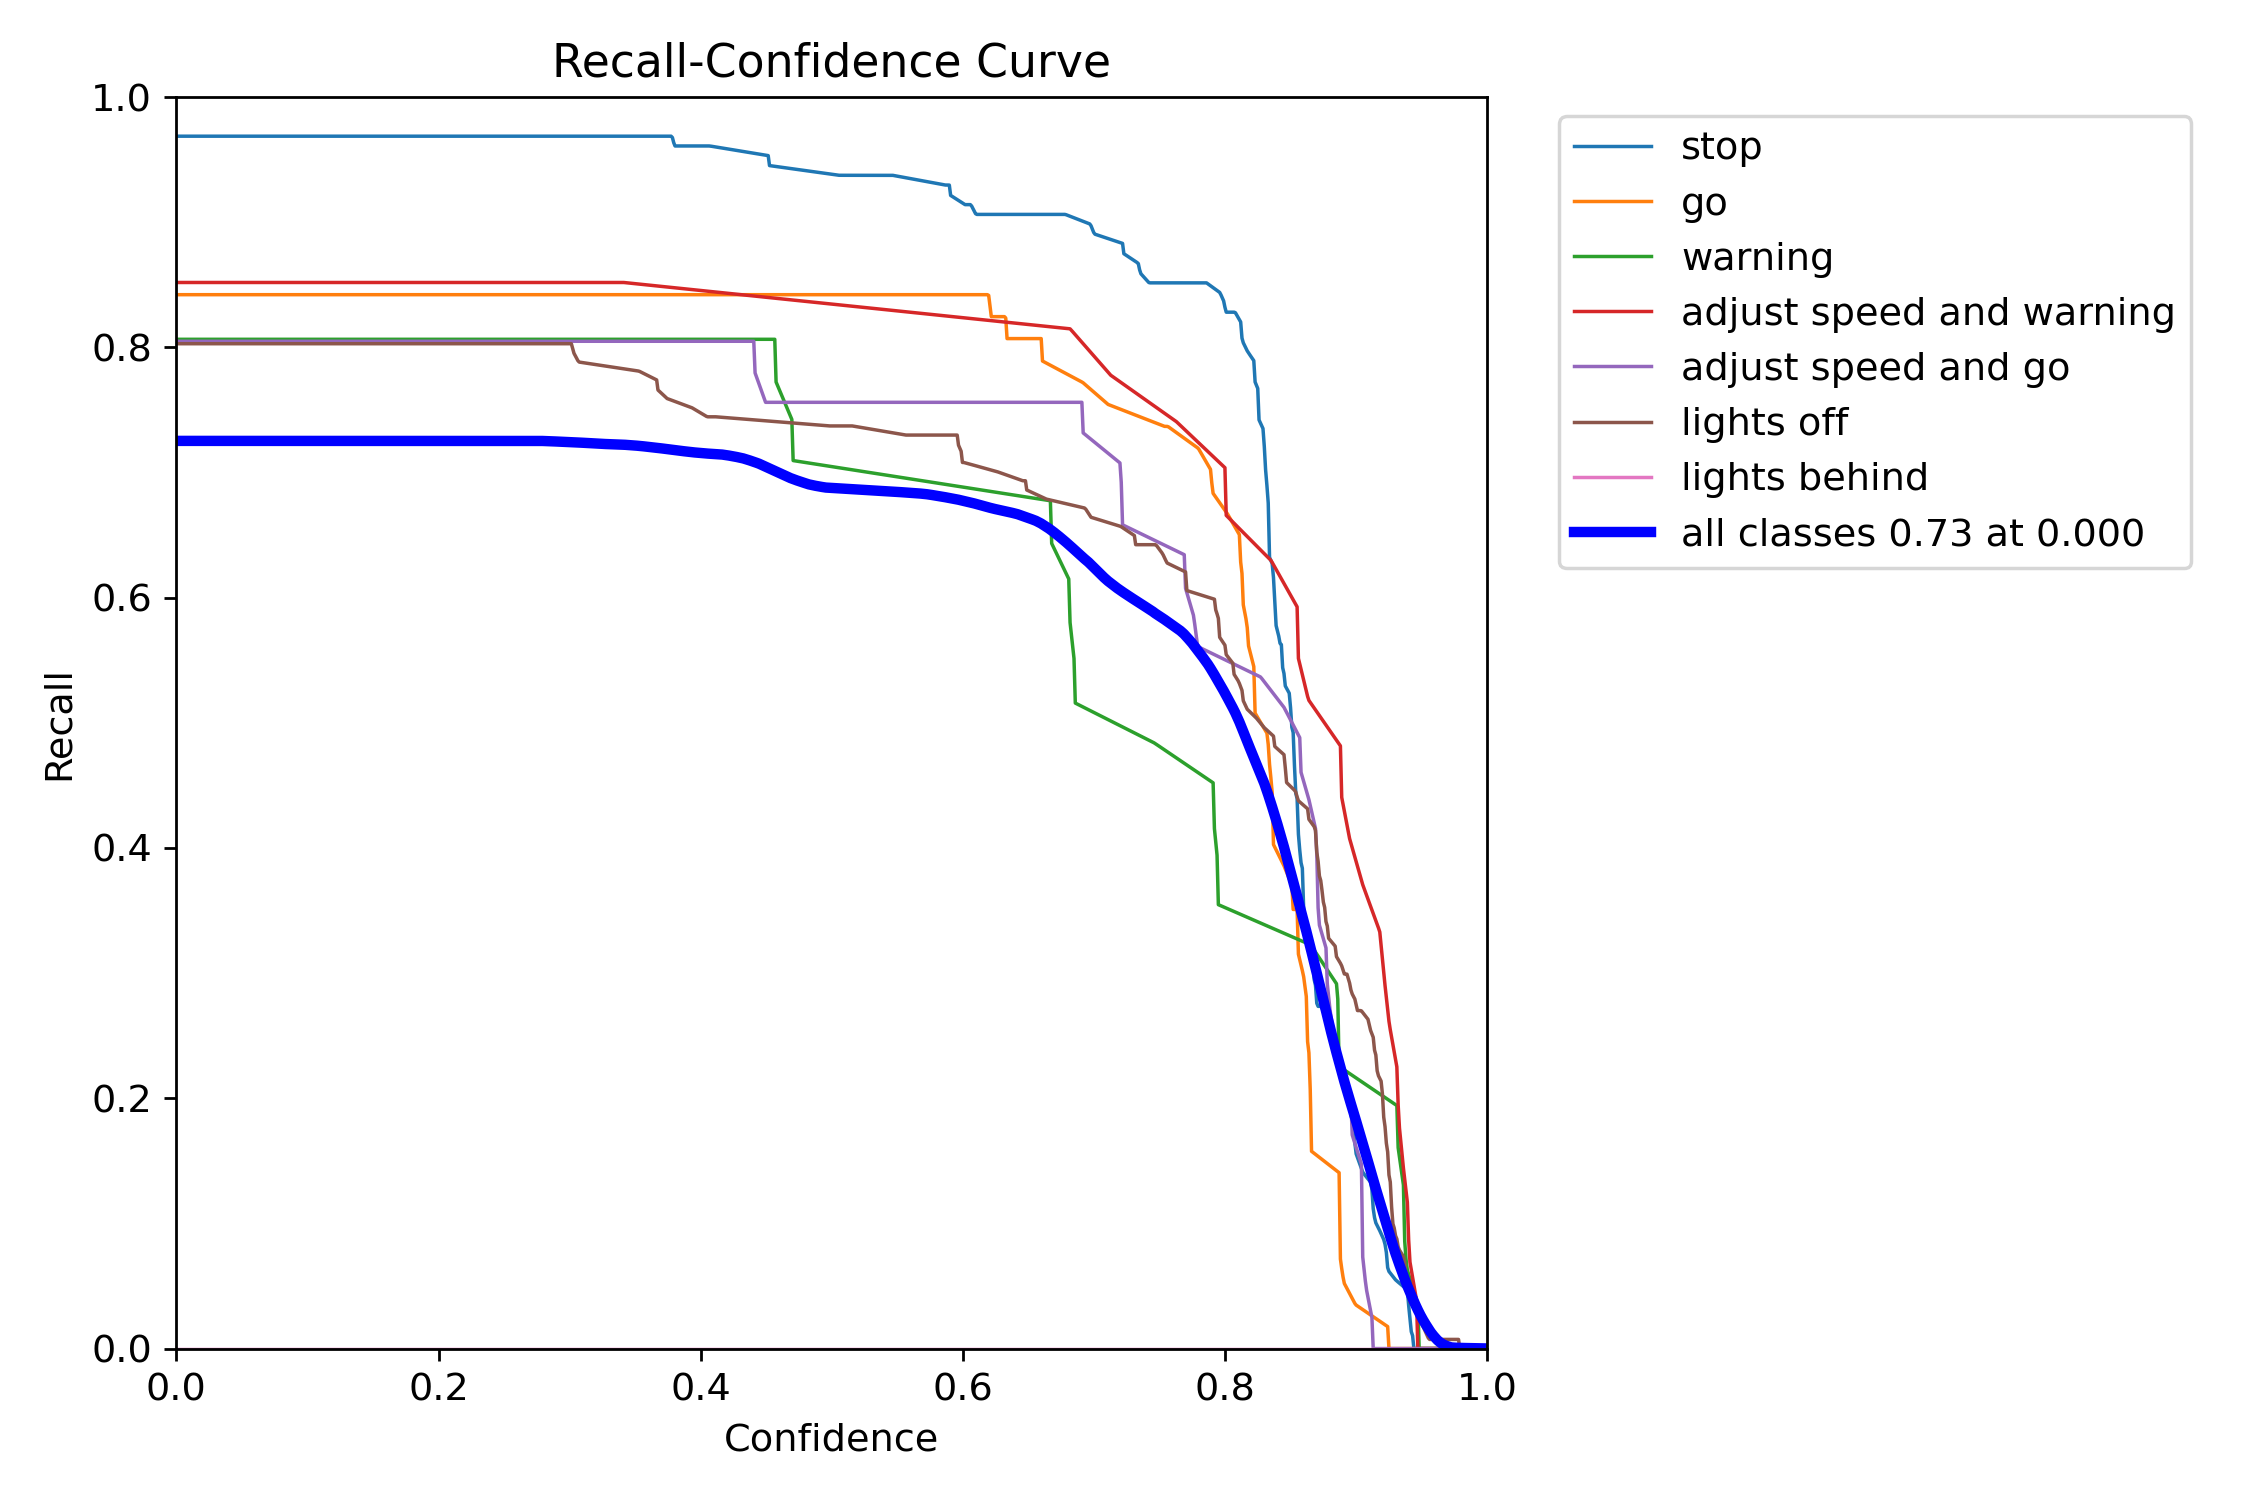 Recall-Confidence Curve
1.0
0.8
0.6
0.4
0.2
0.0
Recall
0.0 0.2 0.4 0.6 0.8 1.0
Confidence
stop
go
warning
adjust speed and warning
adjust speed and go
lights off
lights behind
all classes 0.73 at 0.000